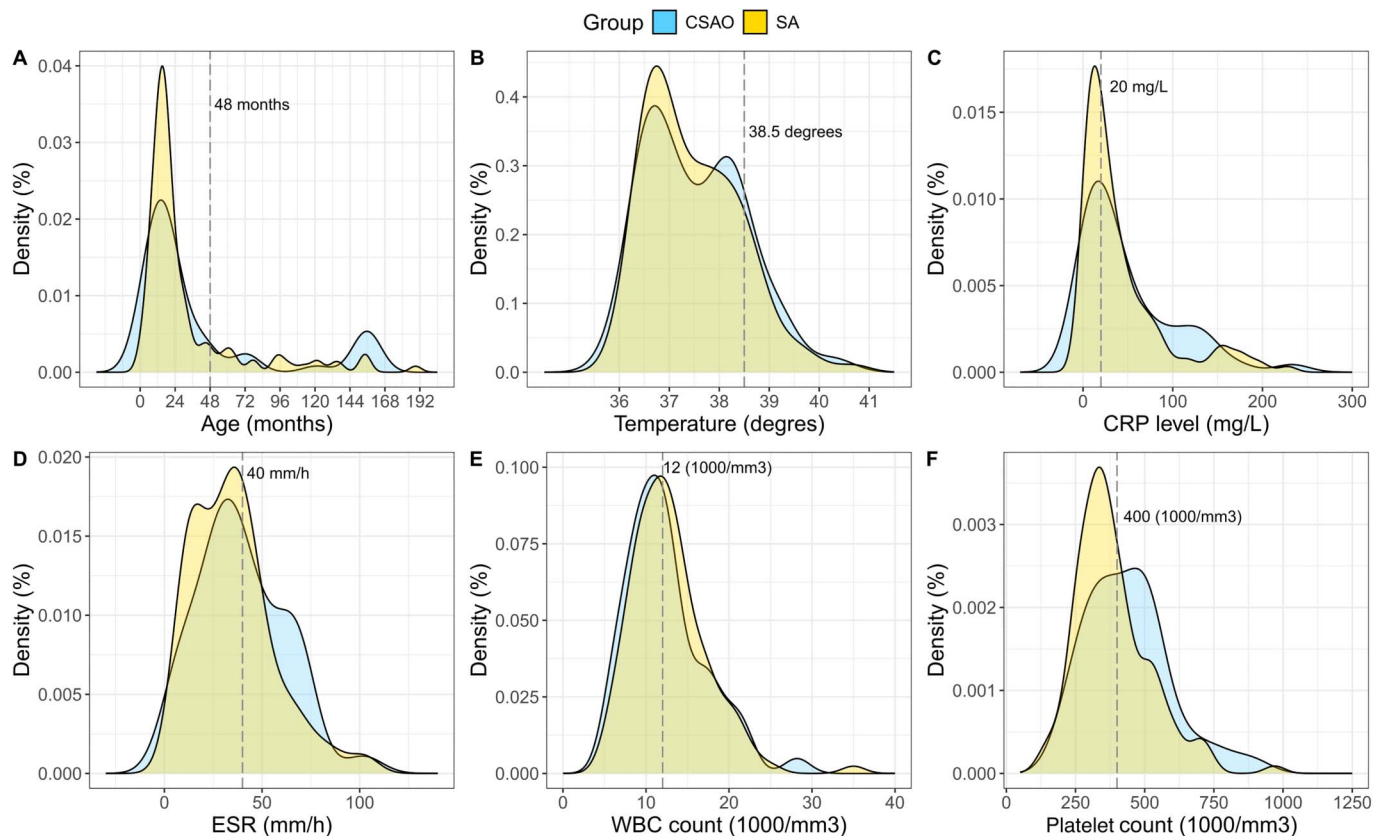 Group CSAO SA
A
0.04
0.03
0.02
0.01
0.00
Density (%)
48 months
0 24 48 72 96 120 144 168 192
Age (months)
B
0.4
0.3
0.2
0.1
0.0
Density (%)
38.5 degrees
36 37 38 39 40 41
Temperature (degres)
C
0.015
0.010
0.005
0.000
Density (%)
20 mg/L
0 100 200 300
CRP level (mg/L)
D
0.020
0.015
0.010
0.005
0.000
Density (%)
40 mm/h
0 50 100
ESR (mm/h)
E
0.100
0.075
0.050
0.025
0.000
Density (%)
12 (1000/mm3)
0 10 20 30 40
WBC count (1000/mm3)
F
0.003
0.002
0.001
0.000
Density (%)
400 (1000/mm3)
0 250 500 750 1000 1250
Platelet count (1000/mm3)